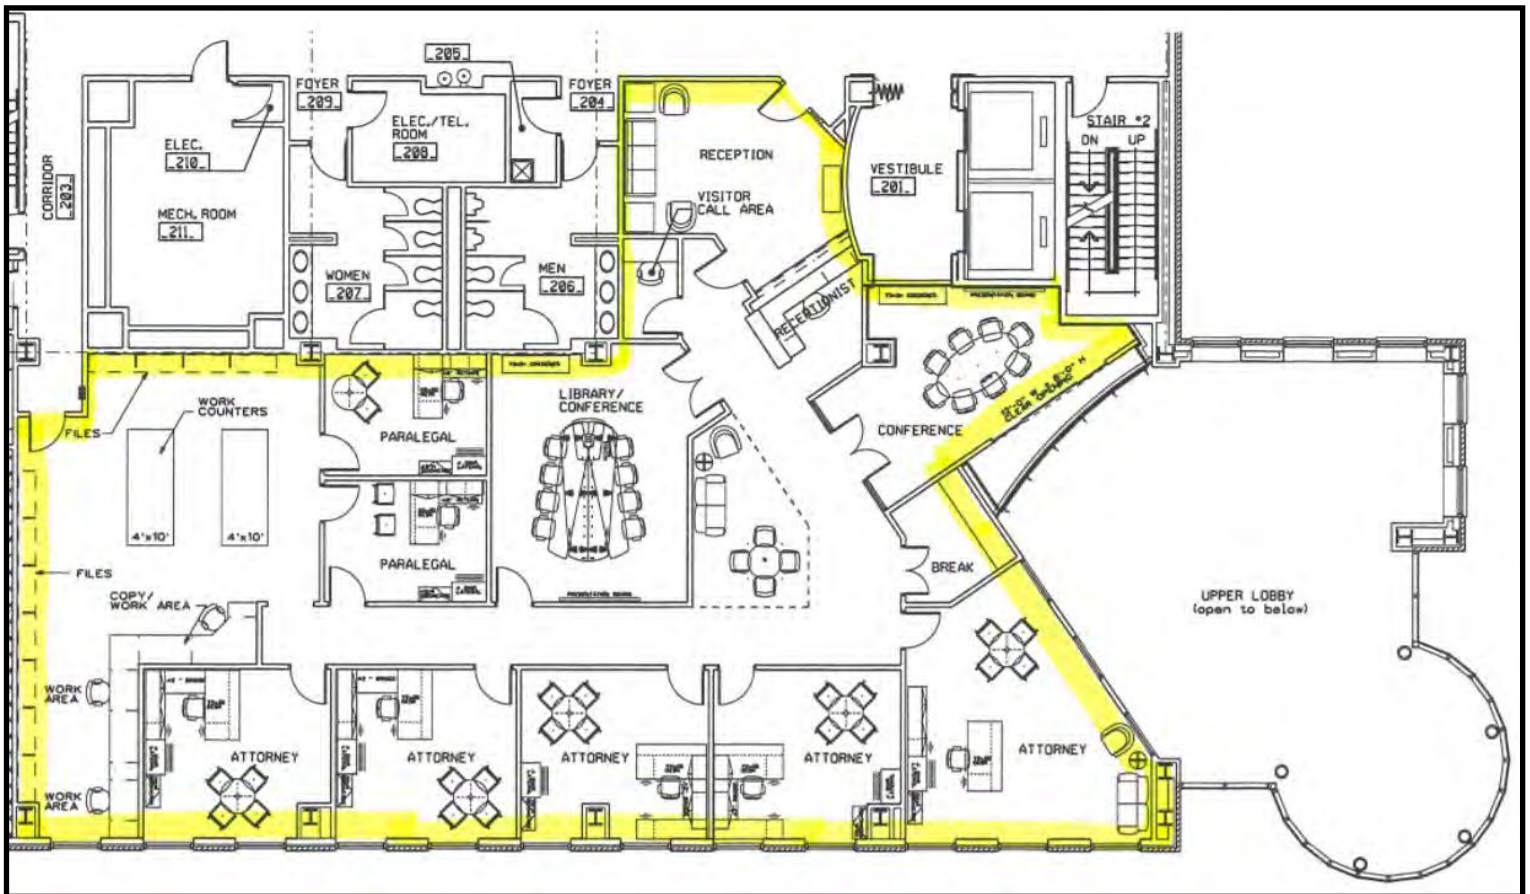 205
FOYER
209
FOYER
204
ELEC./TEL.
ROOM
208
STAIR #2
DN
UP
ELEC.
210
CORRIDOR
203
MECH. ROOM
211
RECEPTION
VISITOR
CALL AREA
VESTIBULE
201
WOMEN
207
MEN
206
RECEPTIONIST
WORK
COUNTERS
FILES
LIBRARY/
CONFERENCE
PARALEGAL
CONFERENCE
CLEAR OPENING
4'x10'
4'x10'
PARALEGAL
FILES
BREAK
COPY/
WORK AREA
UPPER LOBBY
(open to below)
WORK
AREA
ATTORNEY
ATTORNEY
ATTORNEY
ATTORNEY
ATTORNEY
WORK
AREA